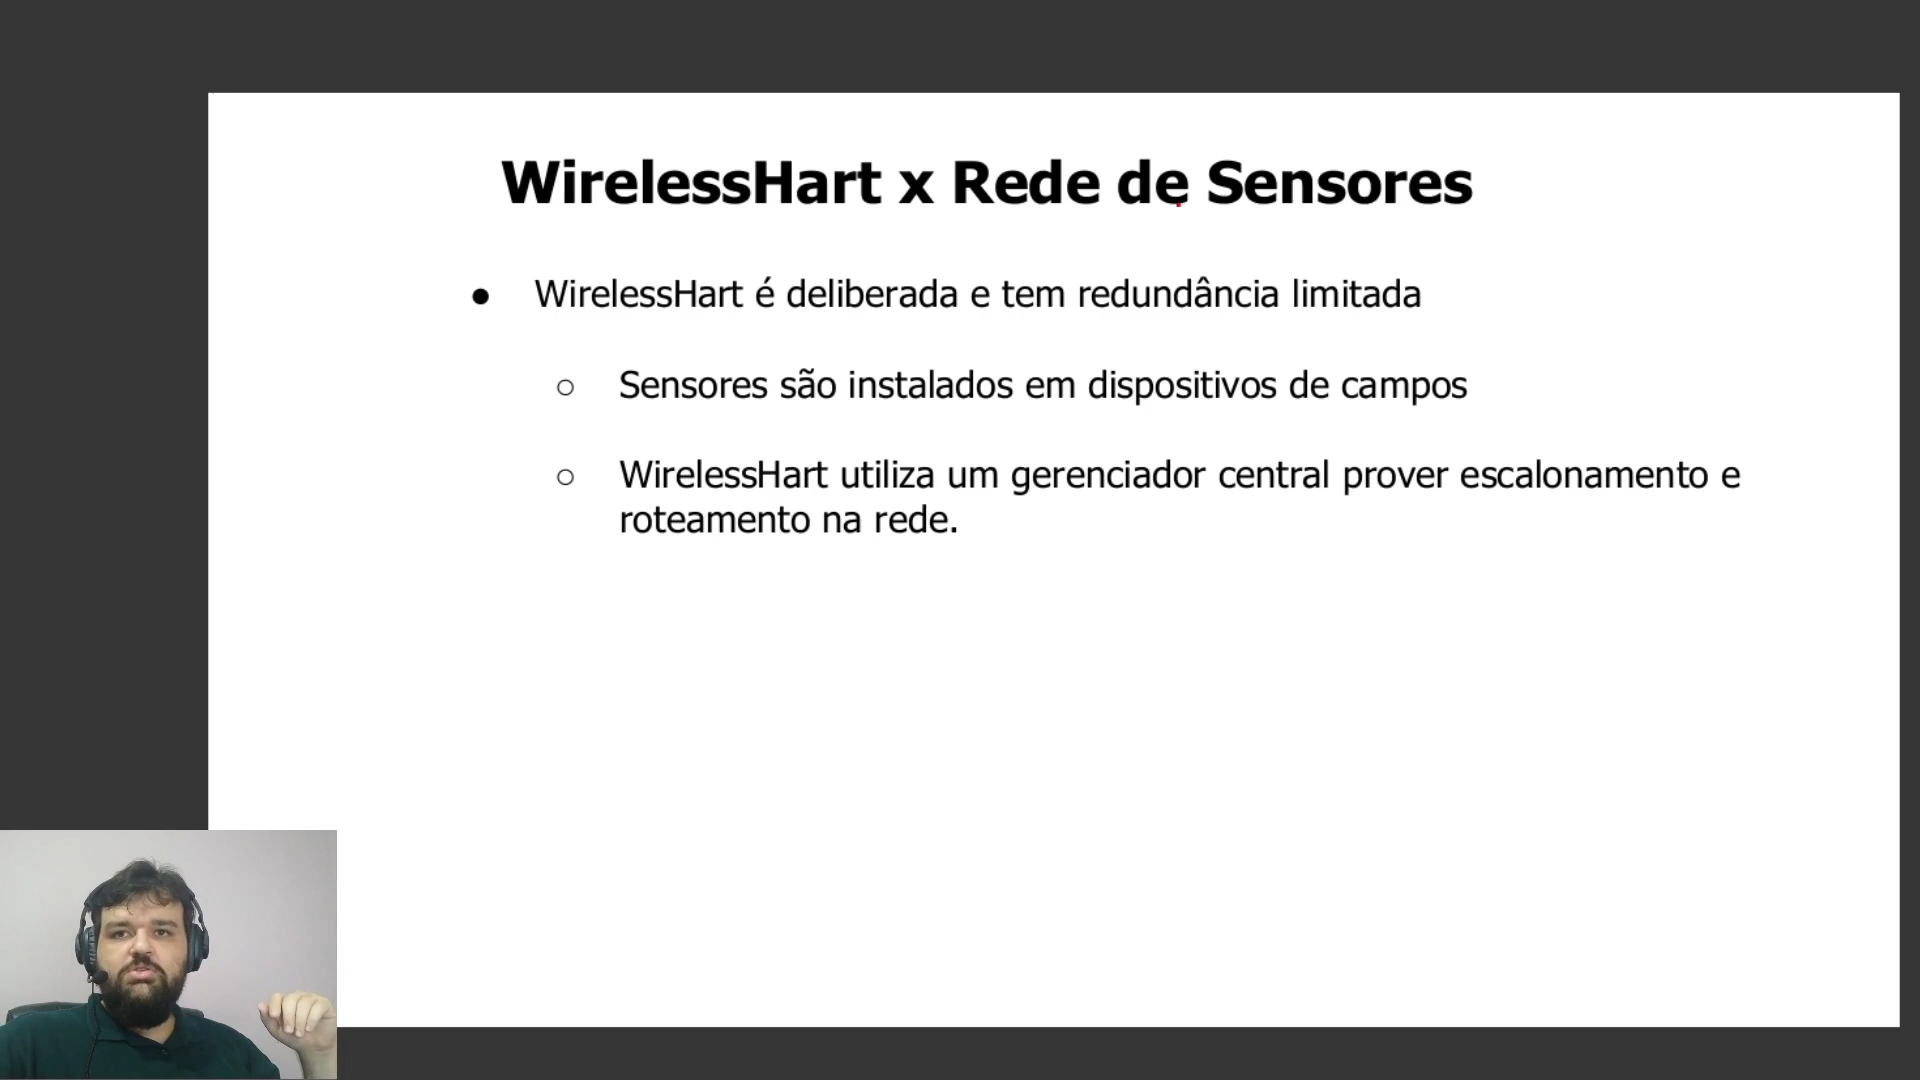 WirelessHart x Rede de Sensores
● WirelessHart é deliberada e tem redundância limitada
○ Sensores são instalados em dispositivos de campos
○ WirelessHart utiliza um gerenciador central prover escalonamento e
roteamento na rede.